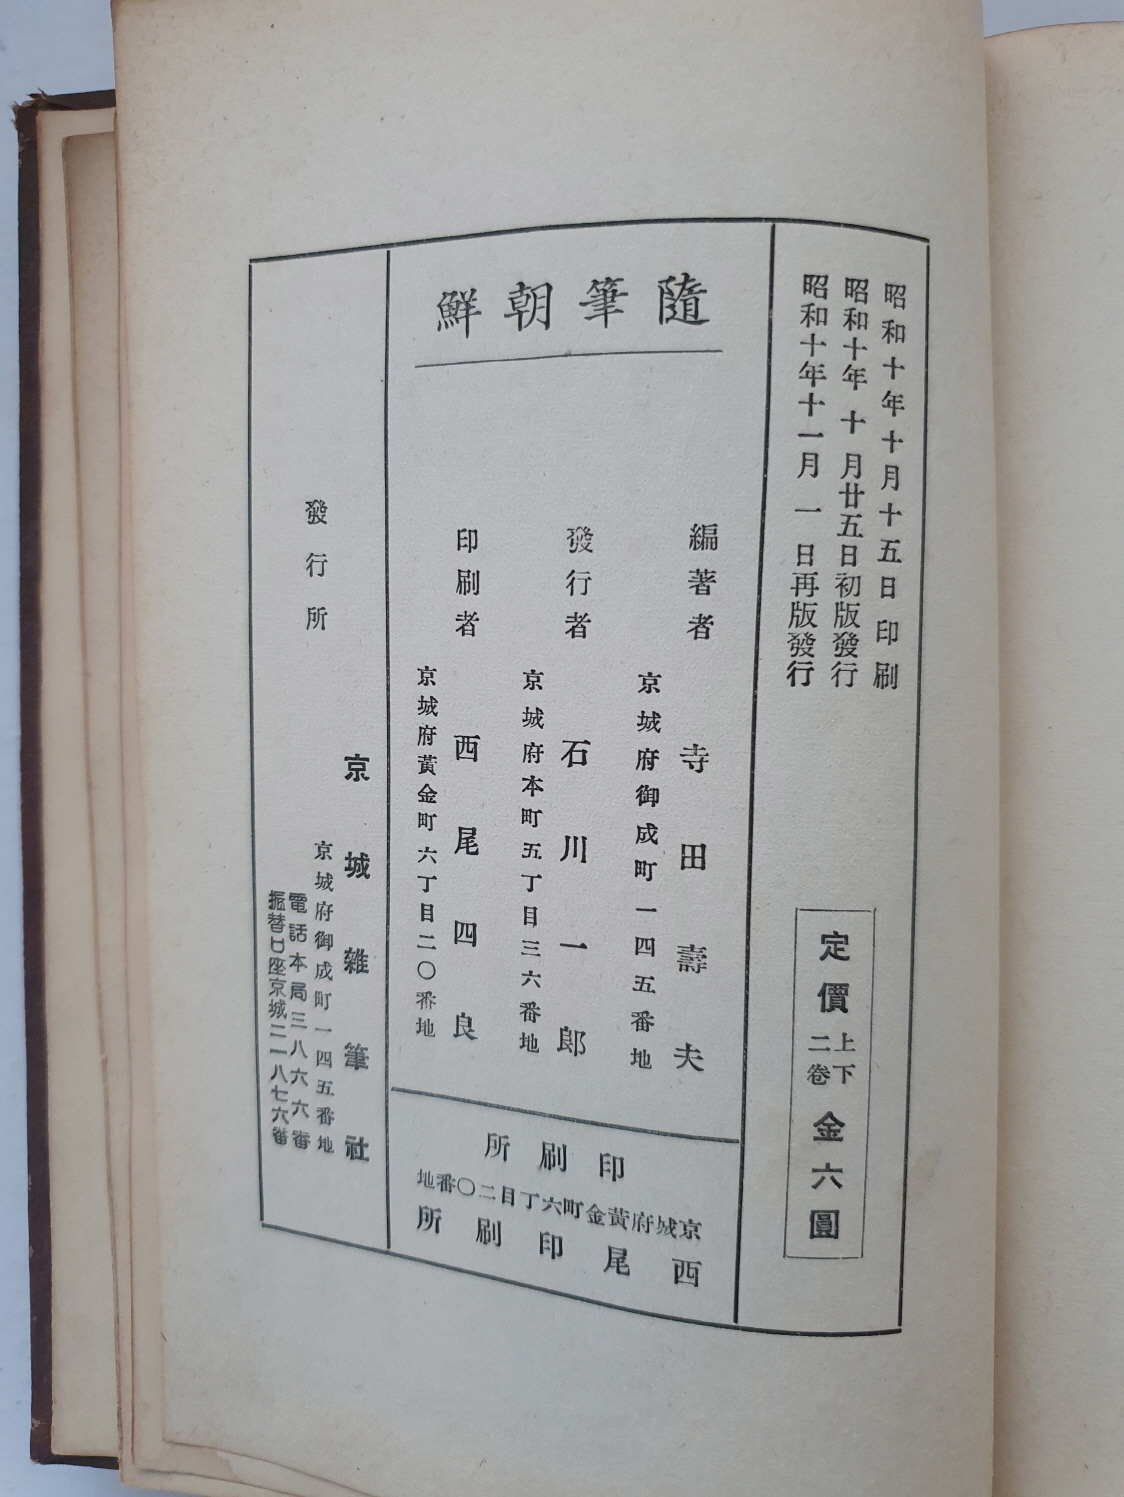 昭和十年十月十五日印刷
昭和十年十月廿五日初版發行
昭和十年十一月一日再版發行
定價上下二卷金六圓
隨筆朝鮮
編著者
寺田壽夫
京城府御成町一四五番地
發行者
石川一郎
京城府本町五丁目三六番地
印刷者
西尾四良
京城府黃金町六丁目二〇番地
印刷所
京城府黃金町六丁目二〇番地
西尾印刷所
發行所
京城雜筆社
京城府御成町一四五番地
電話本局三八六六番
振替口座京城二一八七六番